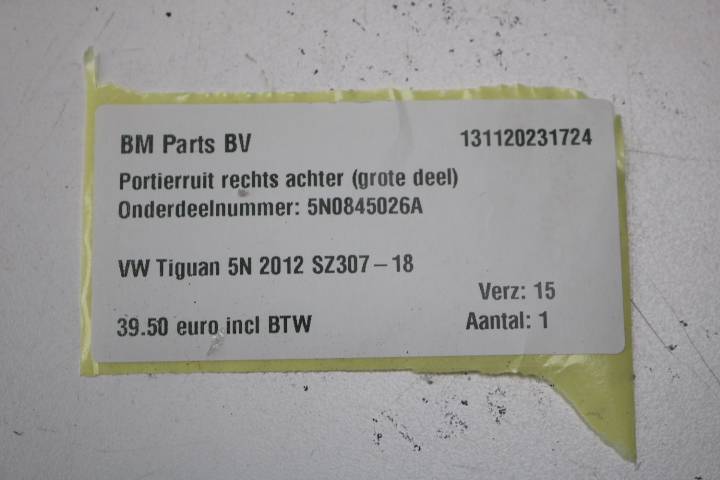 BM Parts BV 131120231724
Portierruit rechts achter (grote deel)
Onderdeelnummer: 5N0845026A
VW Tiguan 5N 2012 SZ307-18
Verz: 15
39.50 euro incl BTW Aantal: 1